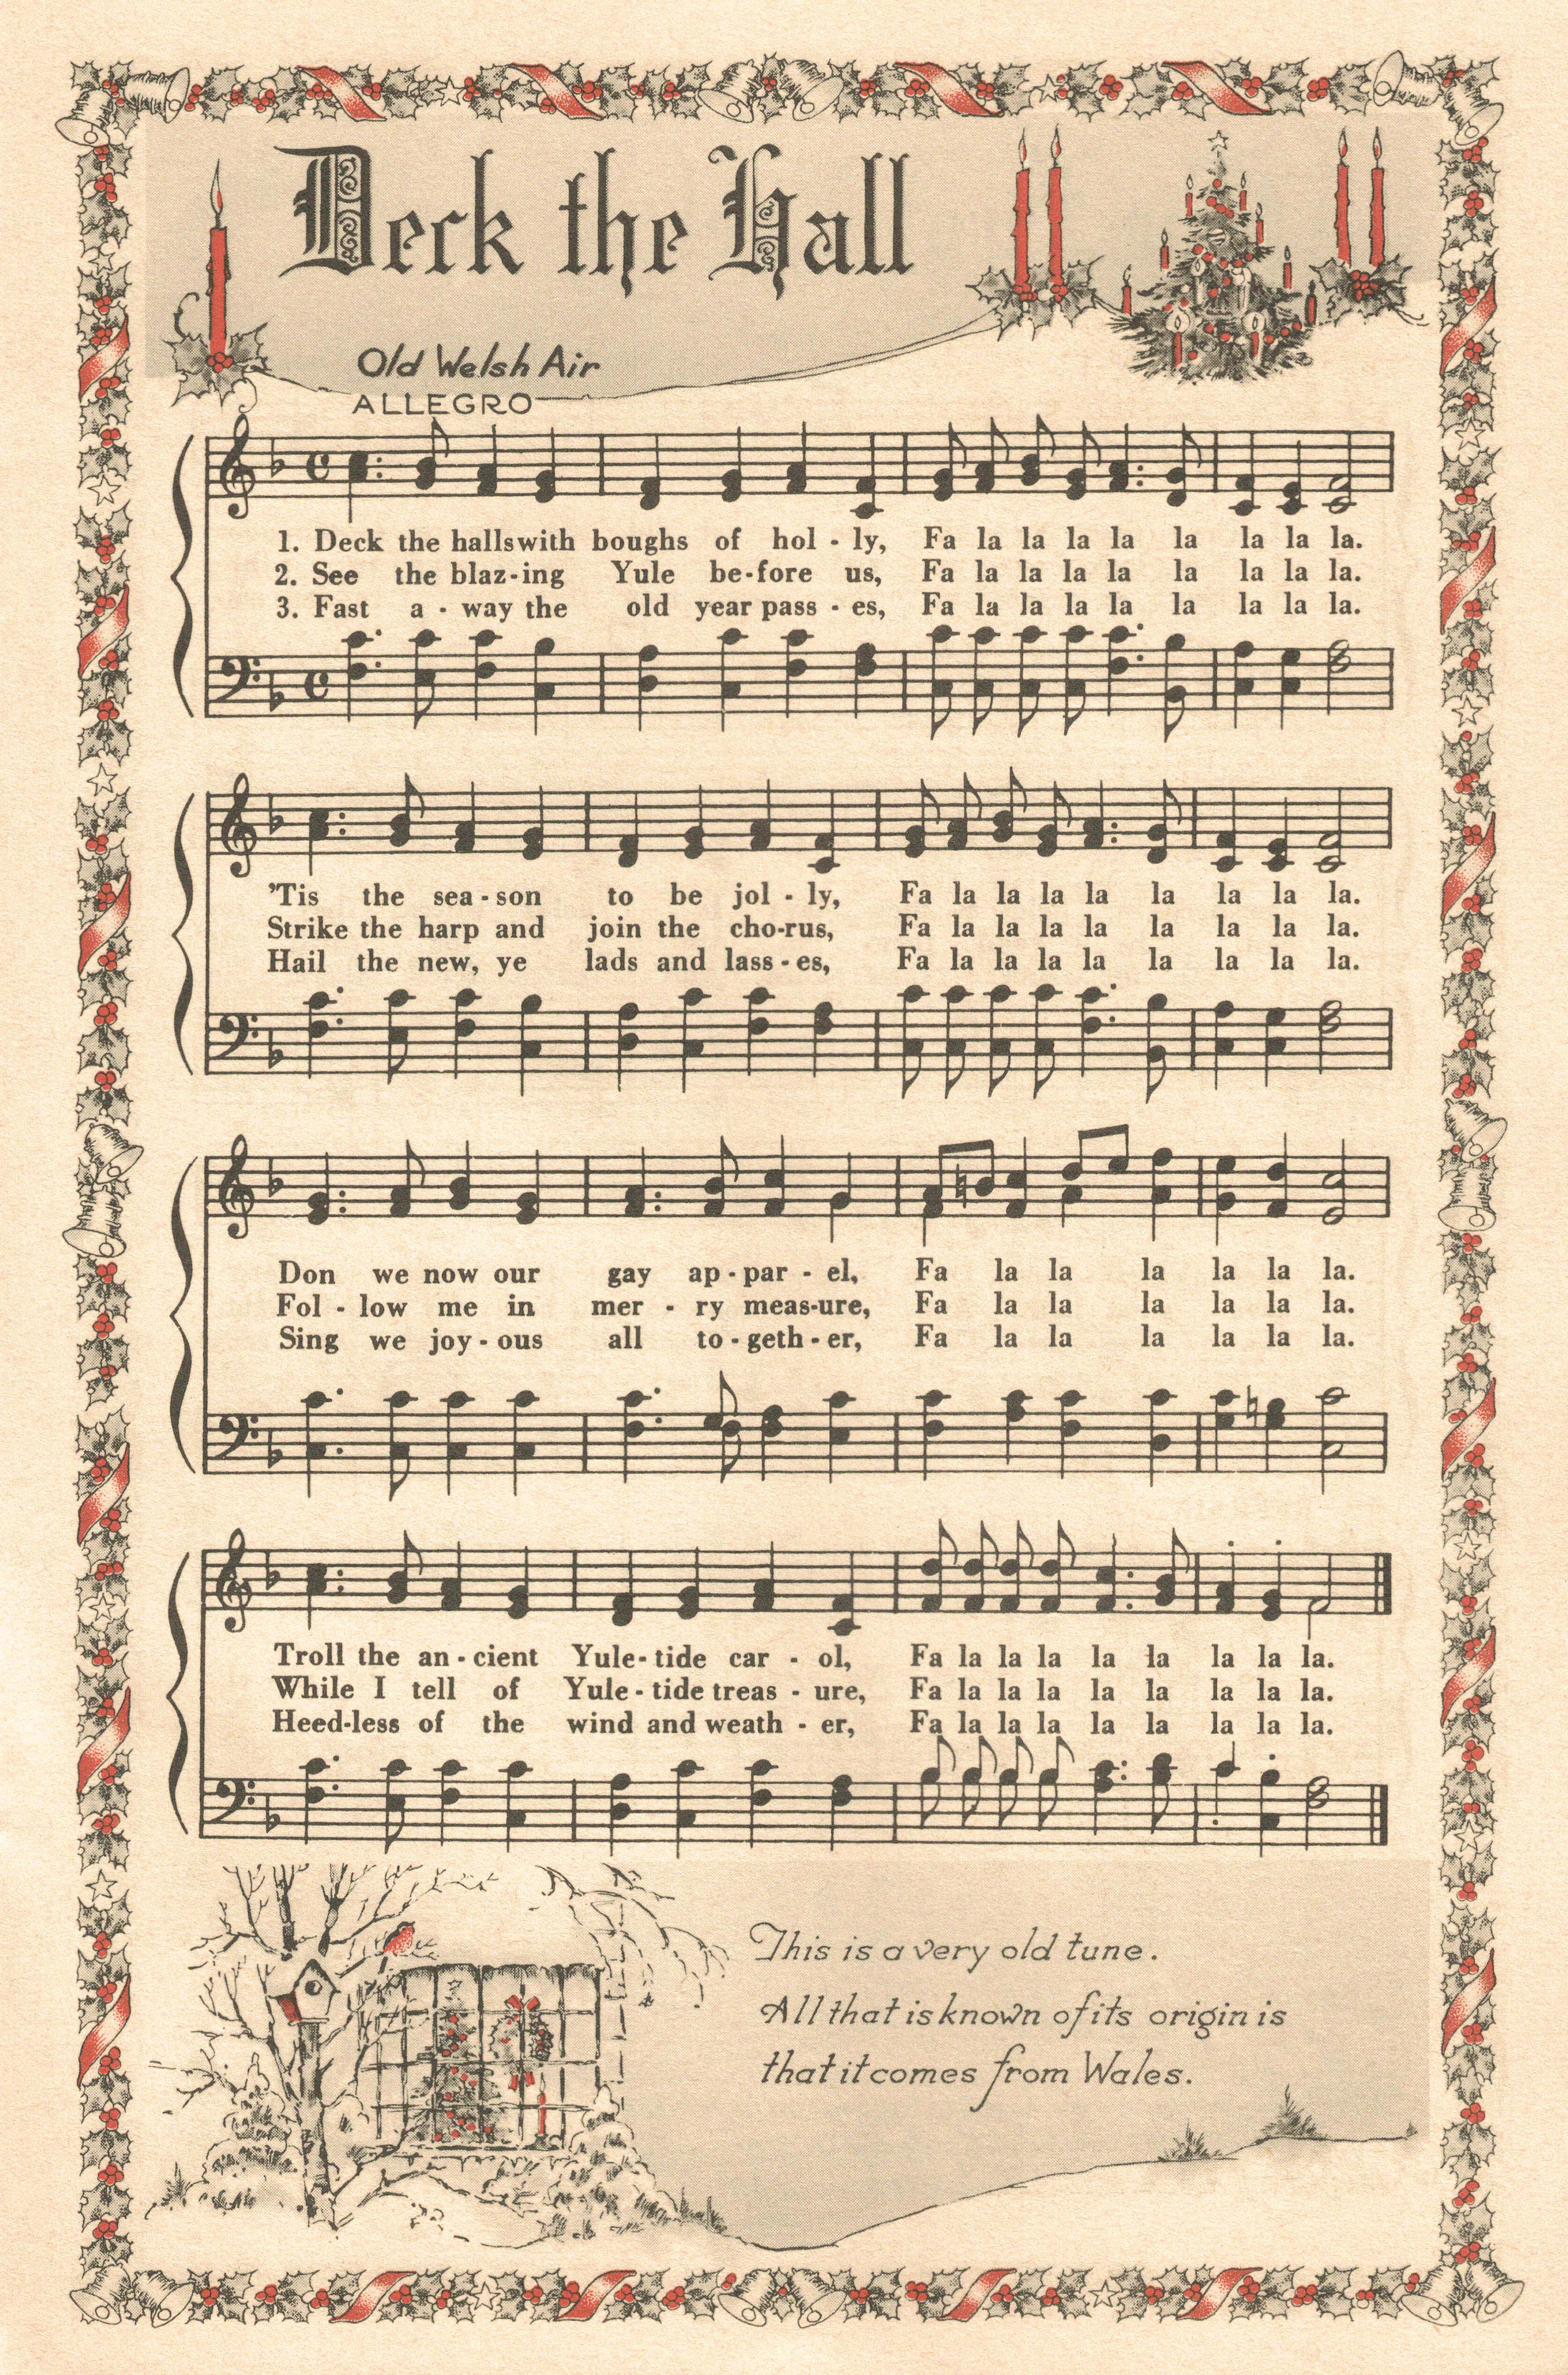 Deck the Hall
Old Welsh Air
ALLEGRO
1. Deck the halls with boughs of hol - ly, Fa la la la la la la la la.
2. See the blaz - ing Yule be - fore us, Fa la la la la la la la la.
3. Fast a - way the old year pass - es, Fa la la la la la la la la.
'Tis the sea - son to be jol - ly, Fa la la la la la la la la.
Strike the harp and join the cho - rus, Fa la la la la la la la la.
Hail the new, ye lads and lass - es, Fa la la la la la la la la.
Don we now our gay ap - par - el, Fa la la la la la la.
Fol - low me in mer - ry meas - ure, Fa la la la la la la.
Sing we joy - ous all to - geth - er, Fa la la la la la la.
Troll the an - cient Yule - tide car - ol, Fa la la la la la la la la.
While I tell of Yule - tide treas - ure, Fa la la la la la la la la.
Heed - less of the wind and weath - er, Fa la la la la la la la la.
This is a very old tune.
All that is known of its origin is
that it comes from Wales.